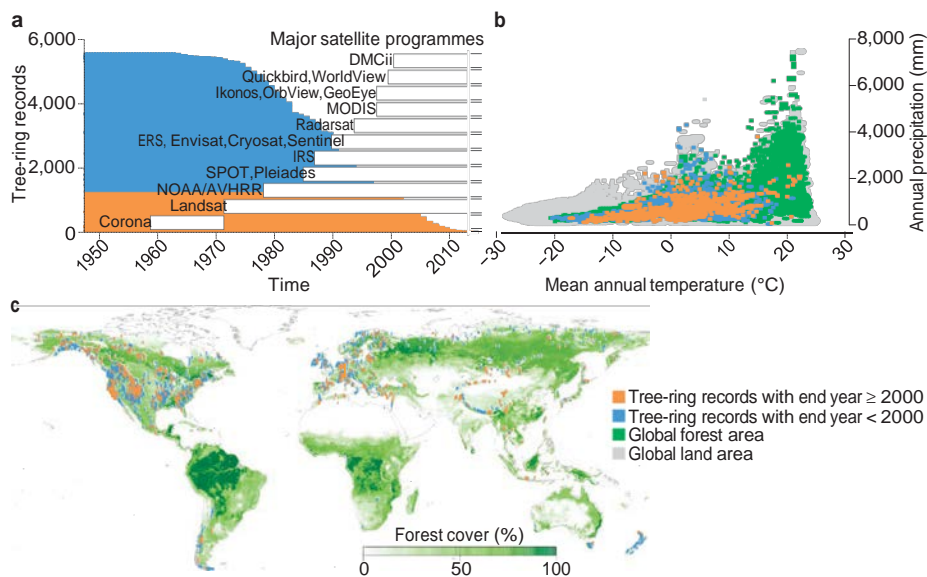 a
Tree-ring records
6,000
4,000
2,000
0
Major satellite programmes
DMCii
Quickbird,WorldView
Ikonos,OrbView,GeoEye
MODIS
Radarsat
ERS, Envisat,Cryosat,Sentinel
IRS
SPOT,Pleiades
NOAA/AVHRR
Landsat
Corona
1950
1960
1970
1980
1990
2000
2010
Time
b
8,000
6,000
4,000
2,000
0
Annual precipitation (mm)
−30
−20
−10
0
10
20
30
Mean annual temperature (°C)
c
Tree-ring records with end year ≥ 2000
Tree-ring records with end year < 2000
Global forest area
Global land area
Forest cover (%)
0
50
100